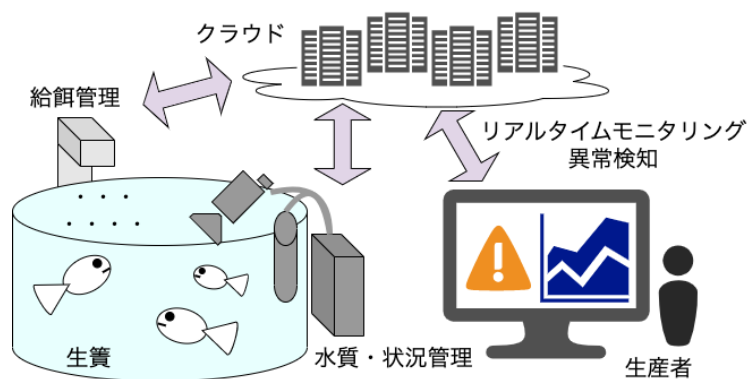 クラウド
給餌管理
リアルタイムモニタリング
異常検知
生簀
水質・状況管理
生産者